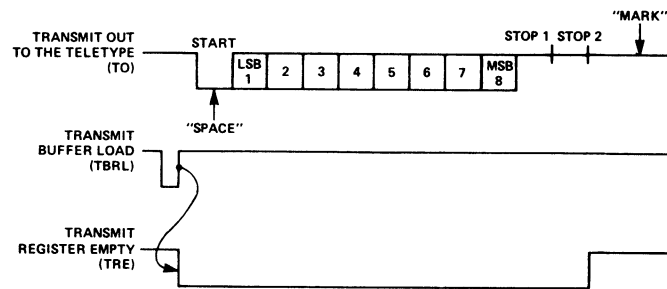 "MARK"
TRANSMIT OUT
TO THE TELETYPE
(TO)
START
STOP 1
STOP 2
LSB
1
2
3
4
5
6
7
MSB
8
"SPACE"
TRANSMIT
BUFFER LOAD
(TBRL)
TRANSMIT
REGISTER EMPTY
(TRE)